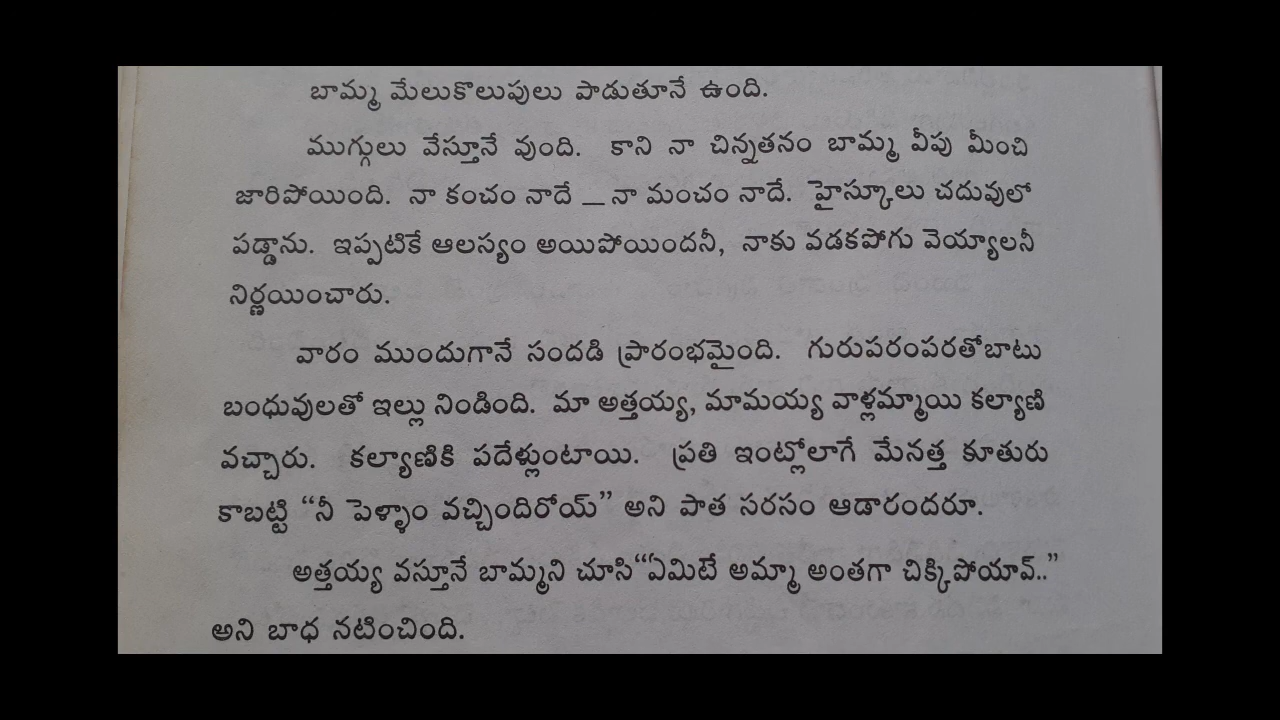 బామ్మ మేలుకొలుపులు పాడుతూనే ఉంది.
ముగ్గులు వేస్తూనే వుంది. కాని నా చిన్నతనం బామ్మ వీపు మీంచి
జారిపోయింది. నా కంచం నాదే — నా మంచం నాదే. హైస్కూలు చదువులో
పడ్డాను. ఇప్పటికే ఆలస్యం అయిపోయిందనీ, నాకు వడకపోగు వెయ్యాలనీ
నిర్ణయించారు.
వారం ముందుగానే సందడి ప్రారంభమైంది. గురుపరంపరతోబాటు
బంధువులతో ఇల్లు నిండింది. మా అత్తయ్య, మామయ్య వాళ్లమ్మాయి కల్యాణి
వచ్చారు. కల్యాణికి పదేళ్లుంటాయి. ప్రతి ఇంట్లోలాగే మేనత్త కూతురు
కాబట్టి “నీ పెళ్ళాం వచ్చిందిరోయ్” అని పాత సరసం ఆడారందరూ.
అత్తయ్య వస్తూనే బామ్మని చూసి“ఏమిటే అమ్మా అంతగా చిక్కిపోయావ్..”
అని బాధ నటించింది.